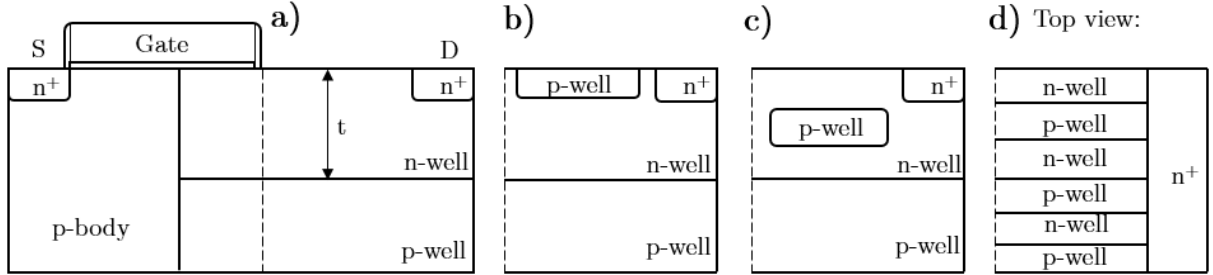 a)
S
Gate
D
n⁺
n⁺
t
n-well
p-body
p-well
b)
p-well
n⁺
n-well
p-well
c)
n⁺
p-well
n-well
p-well
d) Top view:
n-well
p-well
n-well
p-well
n-well
p-well
n⁺